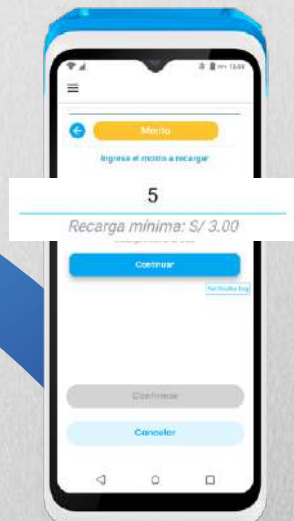 Monto
Ingresa el monto a recargar
5
Recarga mínima: S/ 3.00
Continuar
Confirmar
Cancelar